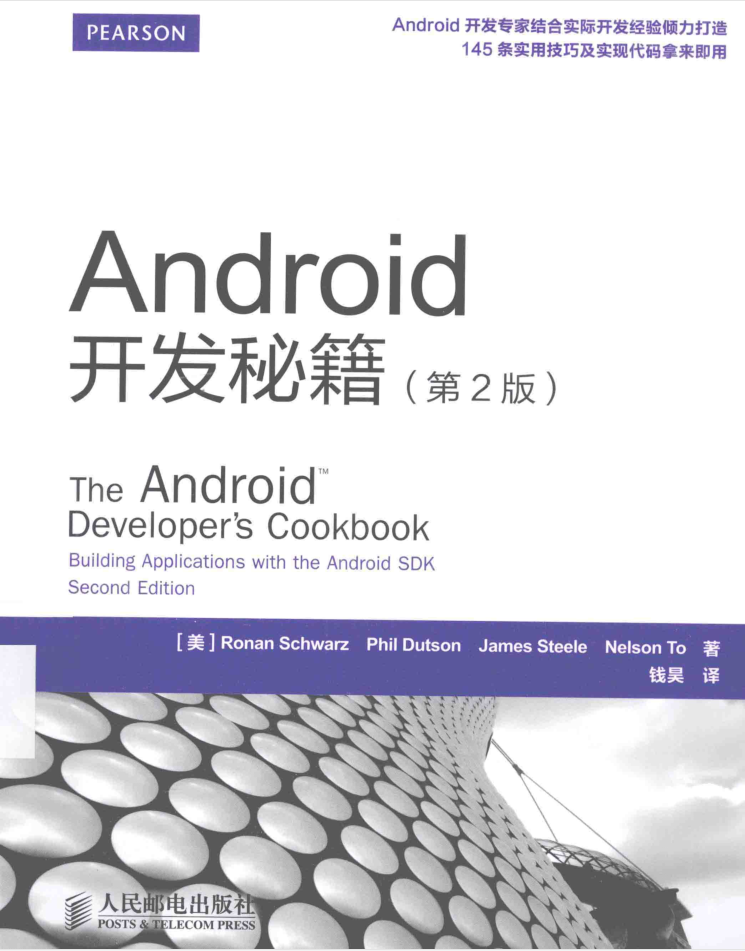 PEARSON
Android 开发专家结合实际开发经验倾力打造
145 条实用技巧及实现代码拿来即用
Android
开发秘籍（第2版）
The Android™
Developer's Cookbook
Building Applications with the Android SDK
Second Edition
[美] Ronan Schwarz Phil Dutson James Steele Nelson To 著
钱昊 译
人民邮电出版社
POSTS & TELECOM PRESS